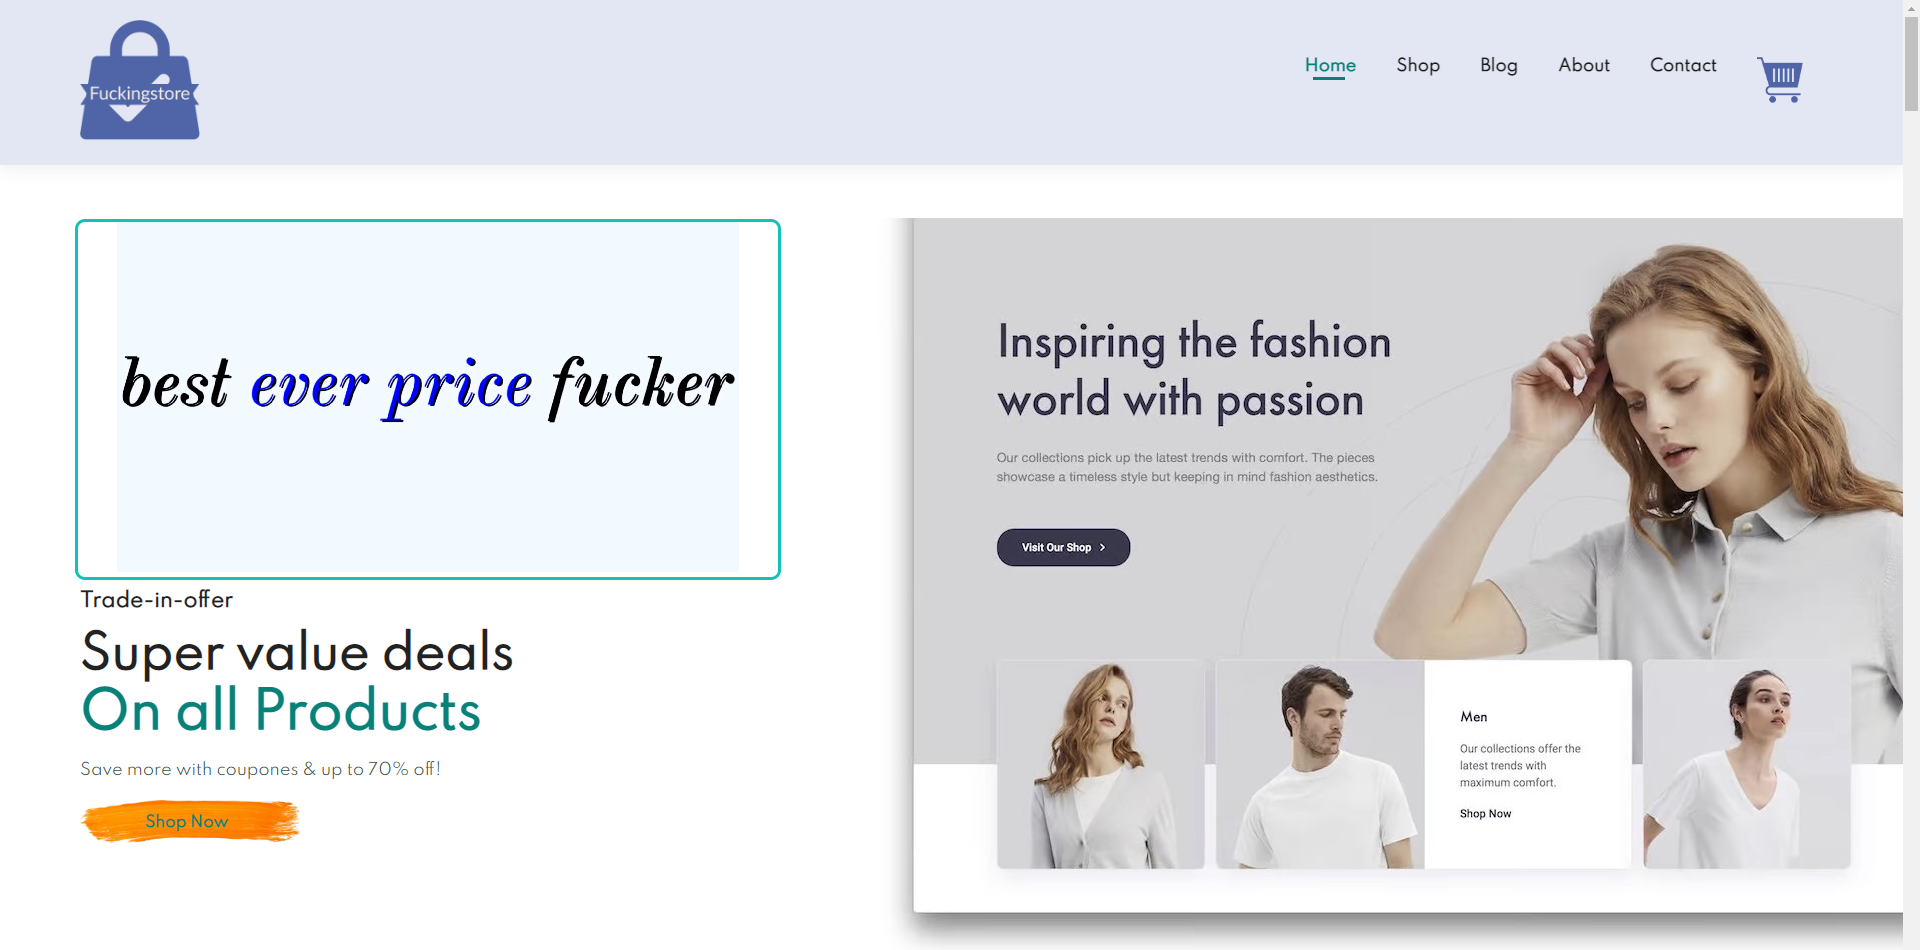 Fuckingstore
Home Shop Blog About Contact
best ever price fucker
Trade-in-offer
Super value deals
On all Products
Save more with coupones & up to 70% off!
Shop Now
Inspiring the fashion
world with passion
Our collections pick up the latest trends with comfort. The pieces
showcase a timeless style but keeping in mind fashion aesthetics.
Visit Our Shop
Men
Our collections offer the
latest trends with
maximum comfort.
Shop Now